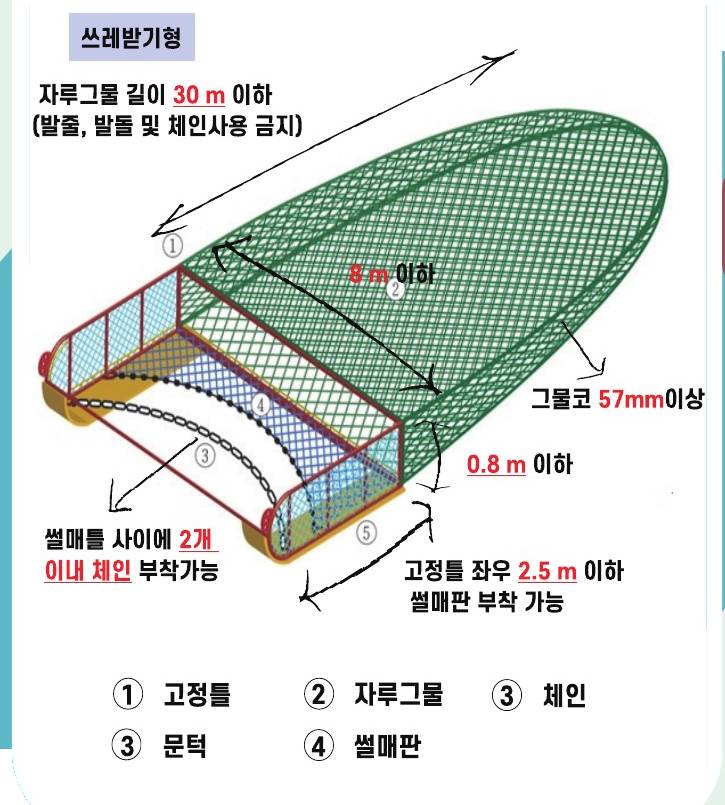 쓰레받기형
자루그물 길이 30 m 이하
(발줄, 발돌 및 체인사용 금지)
①
8 m 이하
②
그물코 57mm이상
④
0.8 m 이하
③
썰매틀 사이에 2개
이내 체인 부착가능
⑤
고정틀 좌우 2.5 m 이하
썰매판 부착 가능
① 고정틀 ② 자루그물 ③ 체인
③ 문턱 ④ 썰매판